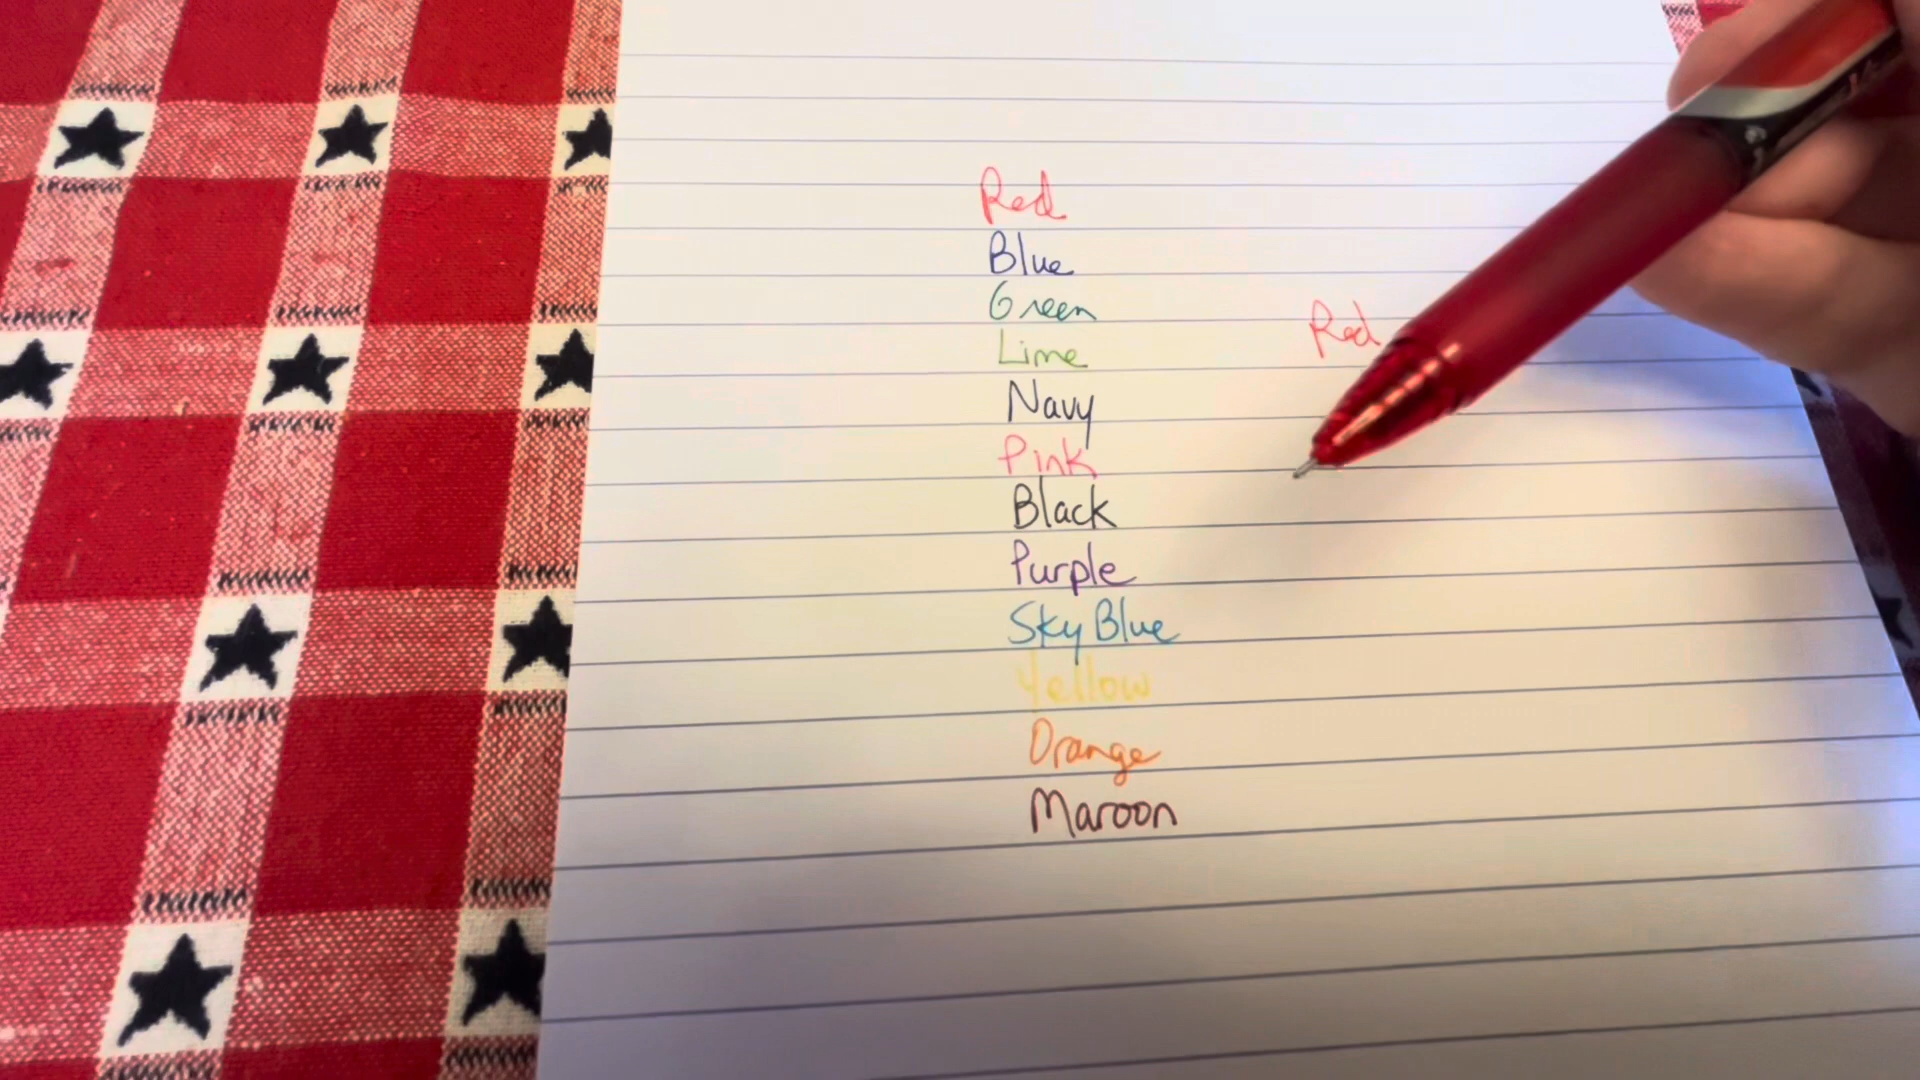 Red
Blue
Green
Red
Lime
Navy
Pink
Black
Purple
Sky Blue
Yellow
Orange
Maroon